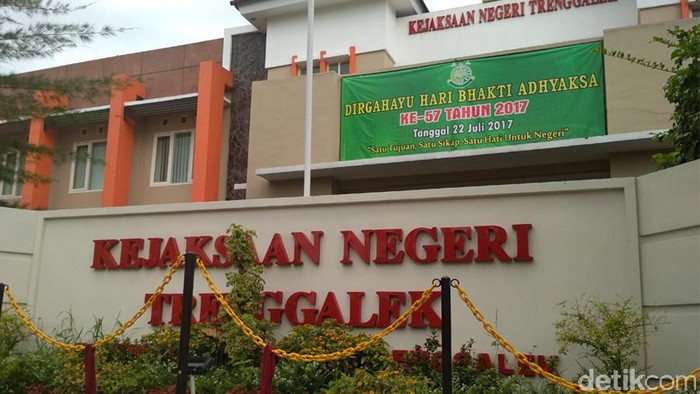 KEJAKSAAN NEGERI TRENGGALEK
DIRGAHAYU HARI BHAKTI ADHYAKSA
KE-57 TAHUN 2017
Tanggal 22 Juli 2017
"Satu Tujuan, Satu Sikap, Satu Hati Untuk Negeri"
KEJAKSAAN NEGERI
TRENGGALEK
detikcom